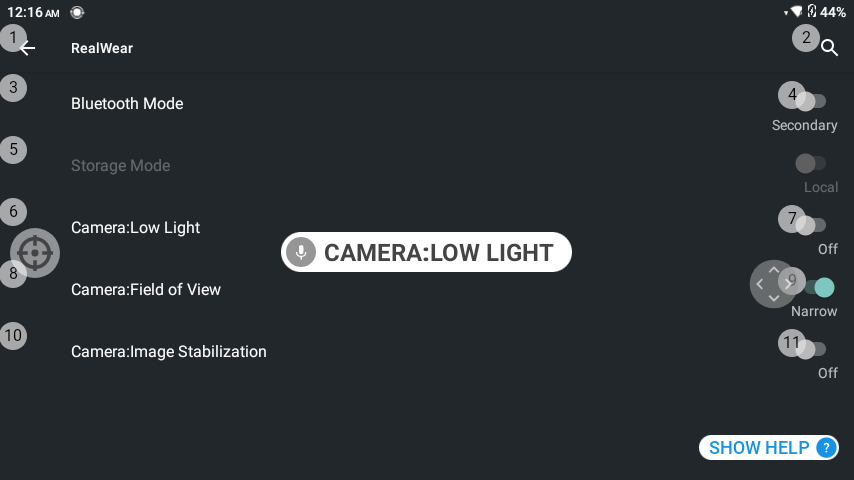 12:16 AM 44%
1 RealWear 2
3 Bluetooth Mode 4
Secondary
5 Storage Mode
Local
6 Camera:Low Light 7
CAMERA:LOW LIGHT
Off
8 Camera:Field of View 9
Narrow
10 Camera:Image Stabilization 11
Off
SHOW HELP ?